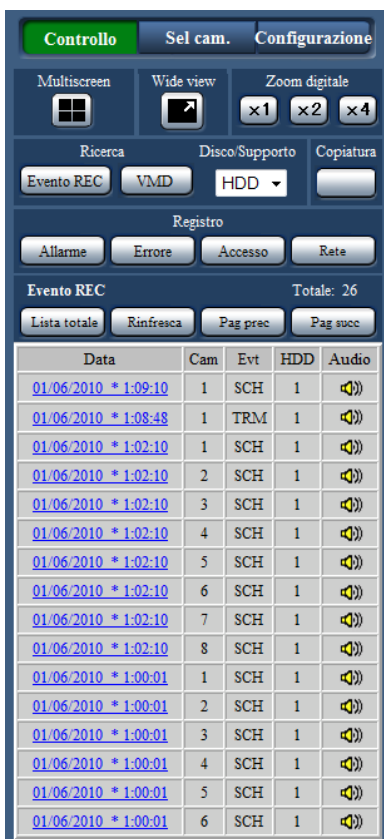 Controllo Sel cam. Configurazione
Multiscreen Wide view Zoom digitale
x1 x2 x4
Ricerca Disco/Supporto Copiatura
Evento REC VMD HDD
Registro
Allarme Errore Accesso Rete
Evento REC Totale: 26
Lista totale Rinfresca Pag prec Pag succ
Data Cam Evt HDD Audio
01/06/2010 * 1:09:10 1 SCH 1
01/06/2010 * 1:08:48 1 TRM 1
01/06/2010 * 1:02:10 1 SCH 1
01/06/2010 * 1:02:10 2 SCH 1
01/06/2010 * 1:02:10 3 SCH 1
01/06/2010 * 1:02:10 4 SCH 1
01/06/2010 * 1:02:10 5 SCH 1
01/06/2010 * 1:02:10 6 SCH 1
01/06/2010 * 1:02:10 7 SCH 1
01/06/2010 * 1:02:10 8 SCH 1
01/06/2010 * 1:00:01 1 SCH 1
01/06/2010 * 1:00:01 2 SCH 1
01/06/2010 * 1:00:01 3 SCH 1
01/06/2010 * 1:00:01 4 SCH 1
01/06/2010 * 1:00:01 5 SCH 1
01/06/2010 * 1:00:01 6 SCH 1